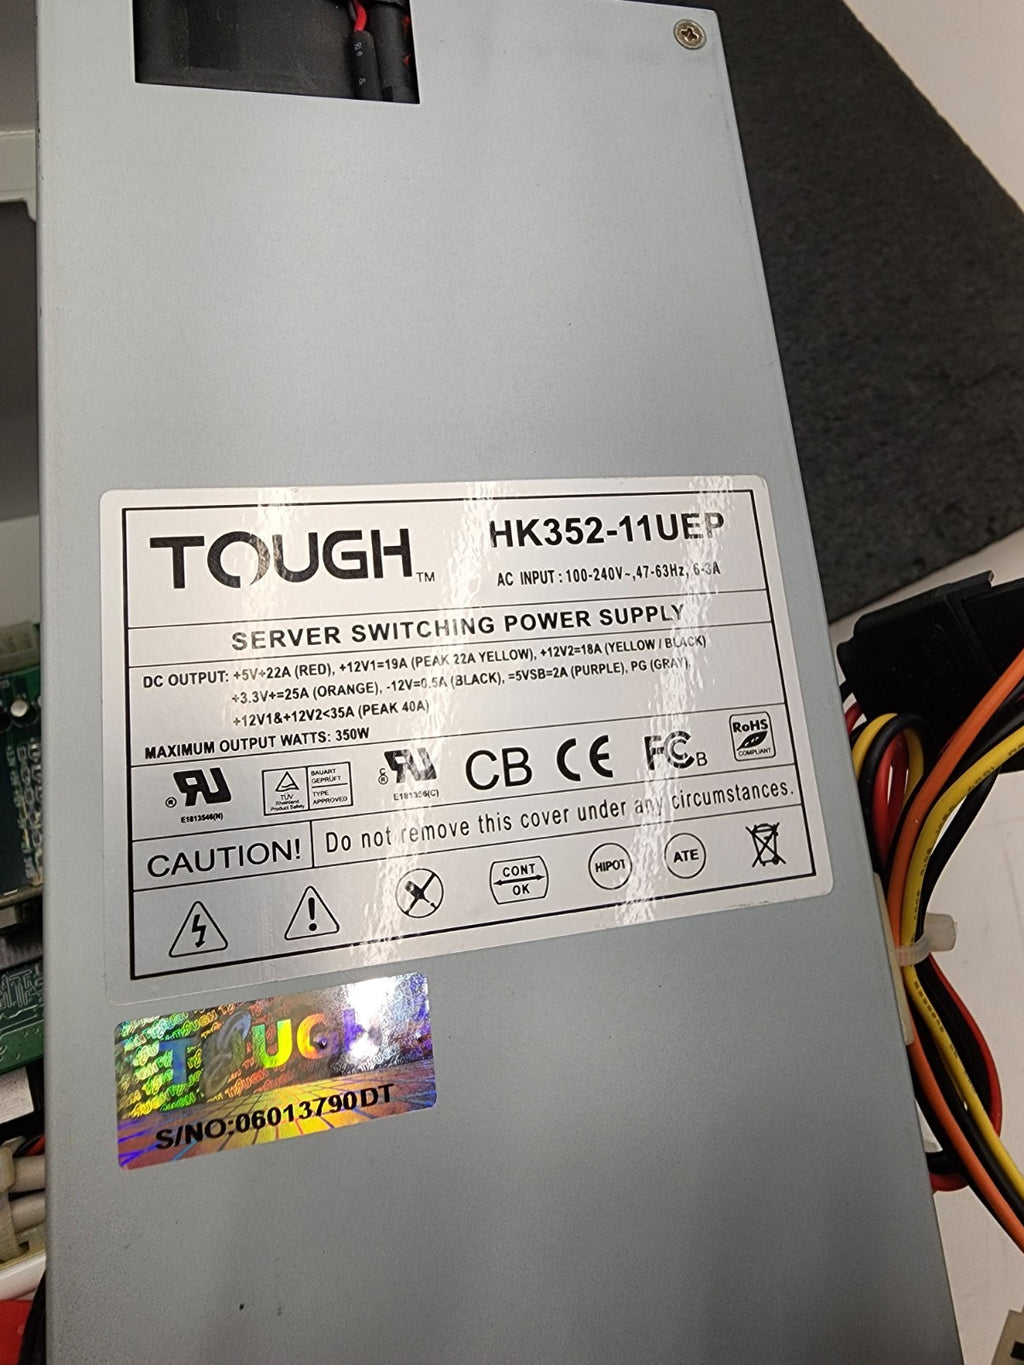 TOUGH TM
HK352-11UEP
AC INPUT : 100-240V~,47-63Hz, 6-3A
SERVER SWITCHING POWER SUPPLY
DC OUTPUT: +5V÷22A (RED), +12V1=19A (PEAK 22A YELLOW), +12V2=18A (YELLOW / BLACK)
÷3.3V+=25A (ORANGE), -12V=0.5A (BLACK), =5VSB=2A (PURPLE), PG (GRAY),
+12V1&+12V2<35A (PEAK 40A)
MAXIMUM OUTPUT WATTS: 350W
E1813546(H)
TÜV
Rheinland
Product Safety
BAUART
GEPRÜFT
TYPE
APPROVED
CB CE FC B
RoHS
COMPLIANT
CAUTION! Do not remove this cover under any circumstances.
CONT
OK
HIPOT
ATE
TOUGH
S/NO:06013790DT